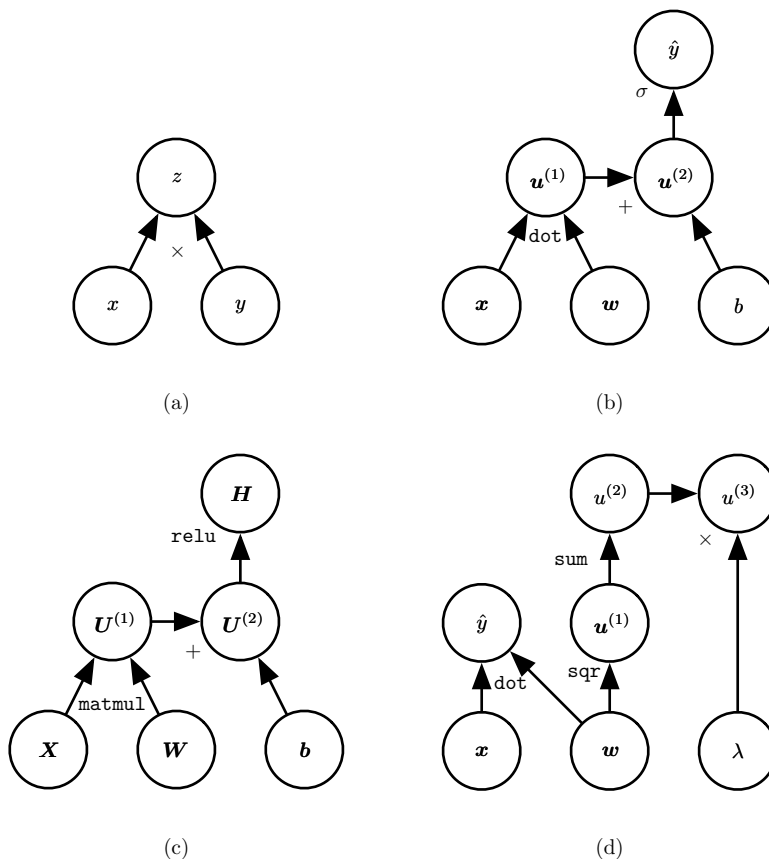 z
×
x
y
(a)
ŷ
σ
u^(1)
u^(2)
+
dot
x
w
b
(b)
H
relu
U^(1)
U^(2)
+
matmul
X
W
b
(c)
u^(2)
u^(3)
×
sum
ŷ
u^(1)
dot
sqr
x
w
λ
(d)